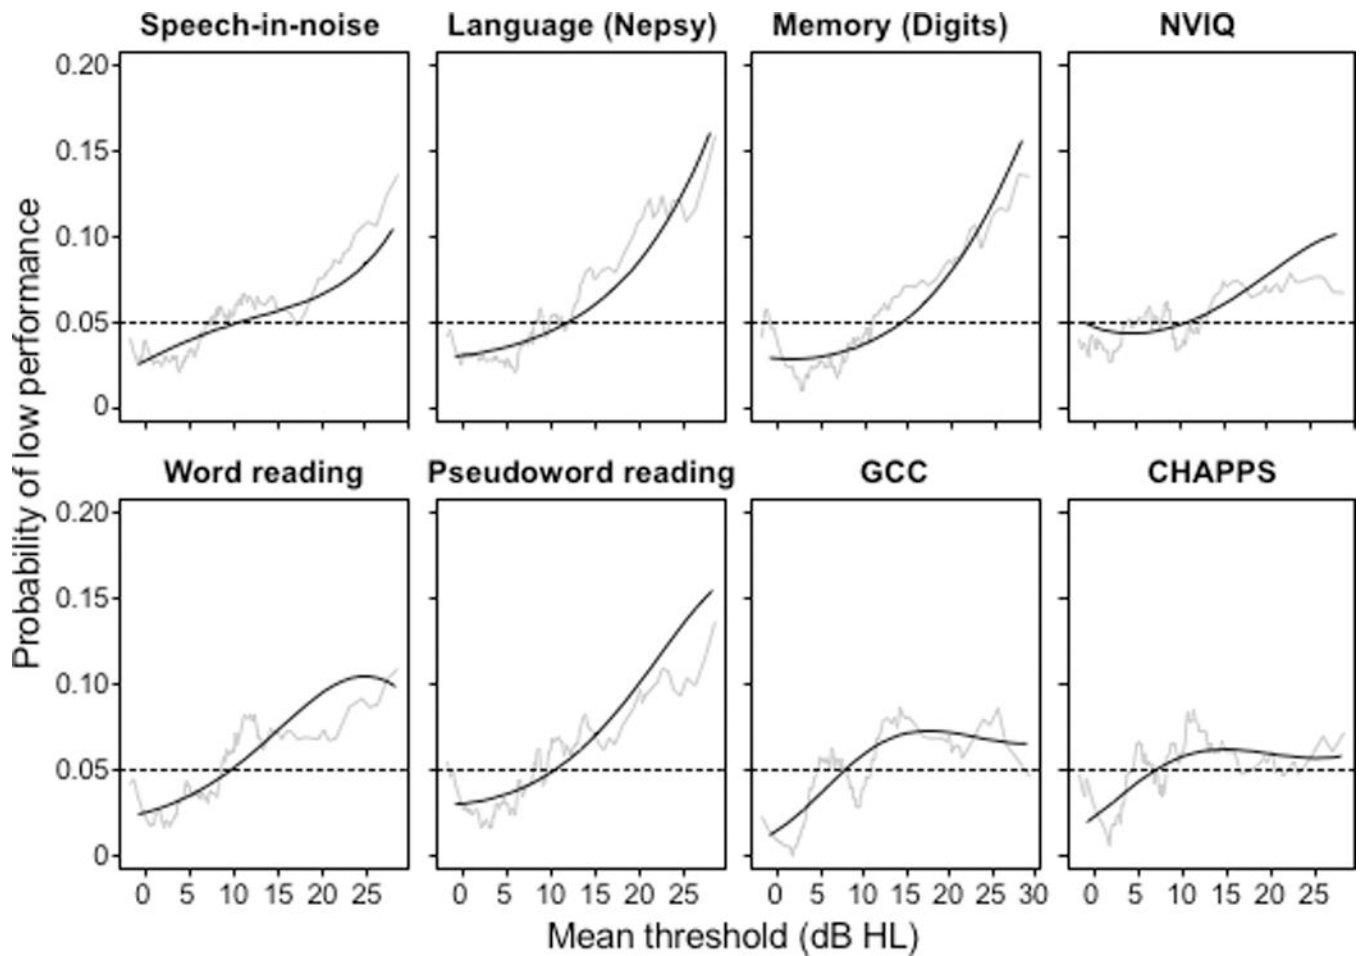 Speech-in-noise Language (Nepsy) Memory (Digits) NVIQ
0.20
0.15
0.10
0.05
0
Probability of low performance
Word reading Pseudoword reading GCC CHAPPS
0.20
0.15
0.10
0.05
0
0 5 10 15 20 25 0 5 10 15 20 25 0 5 10 15 20 25 30 0 5 10 15 20 25
Mean threshold (dB HL)